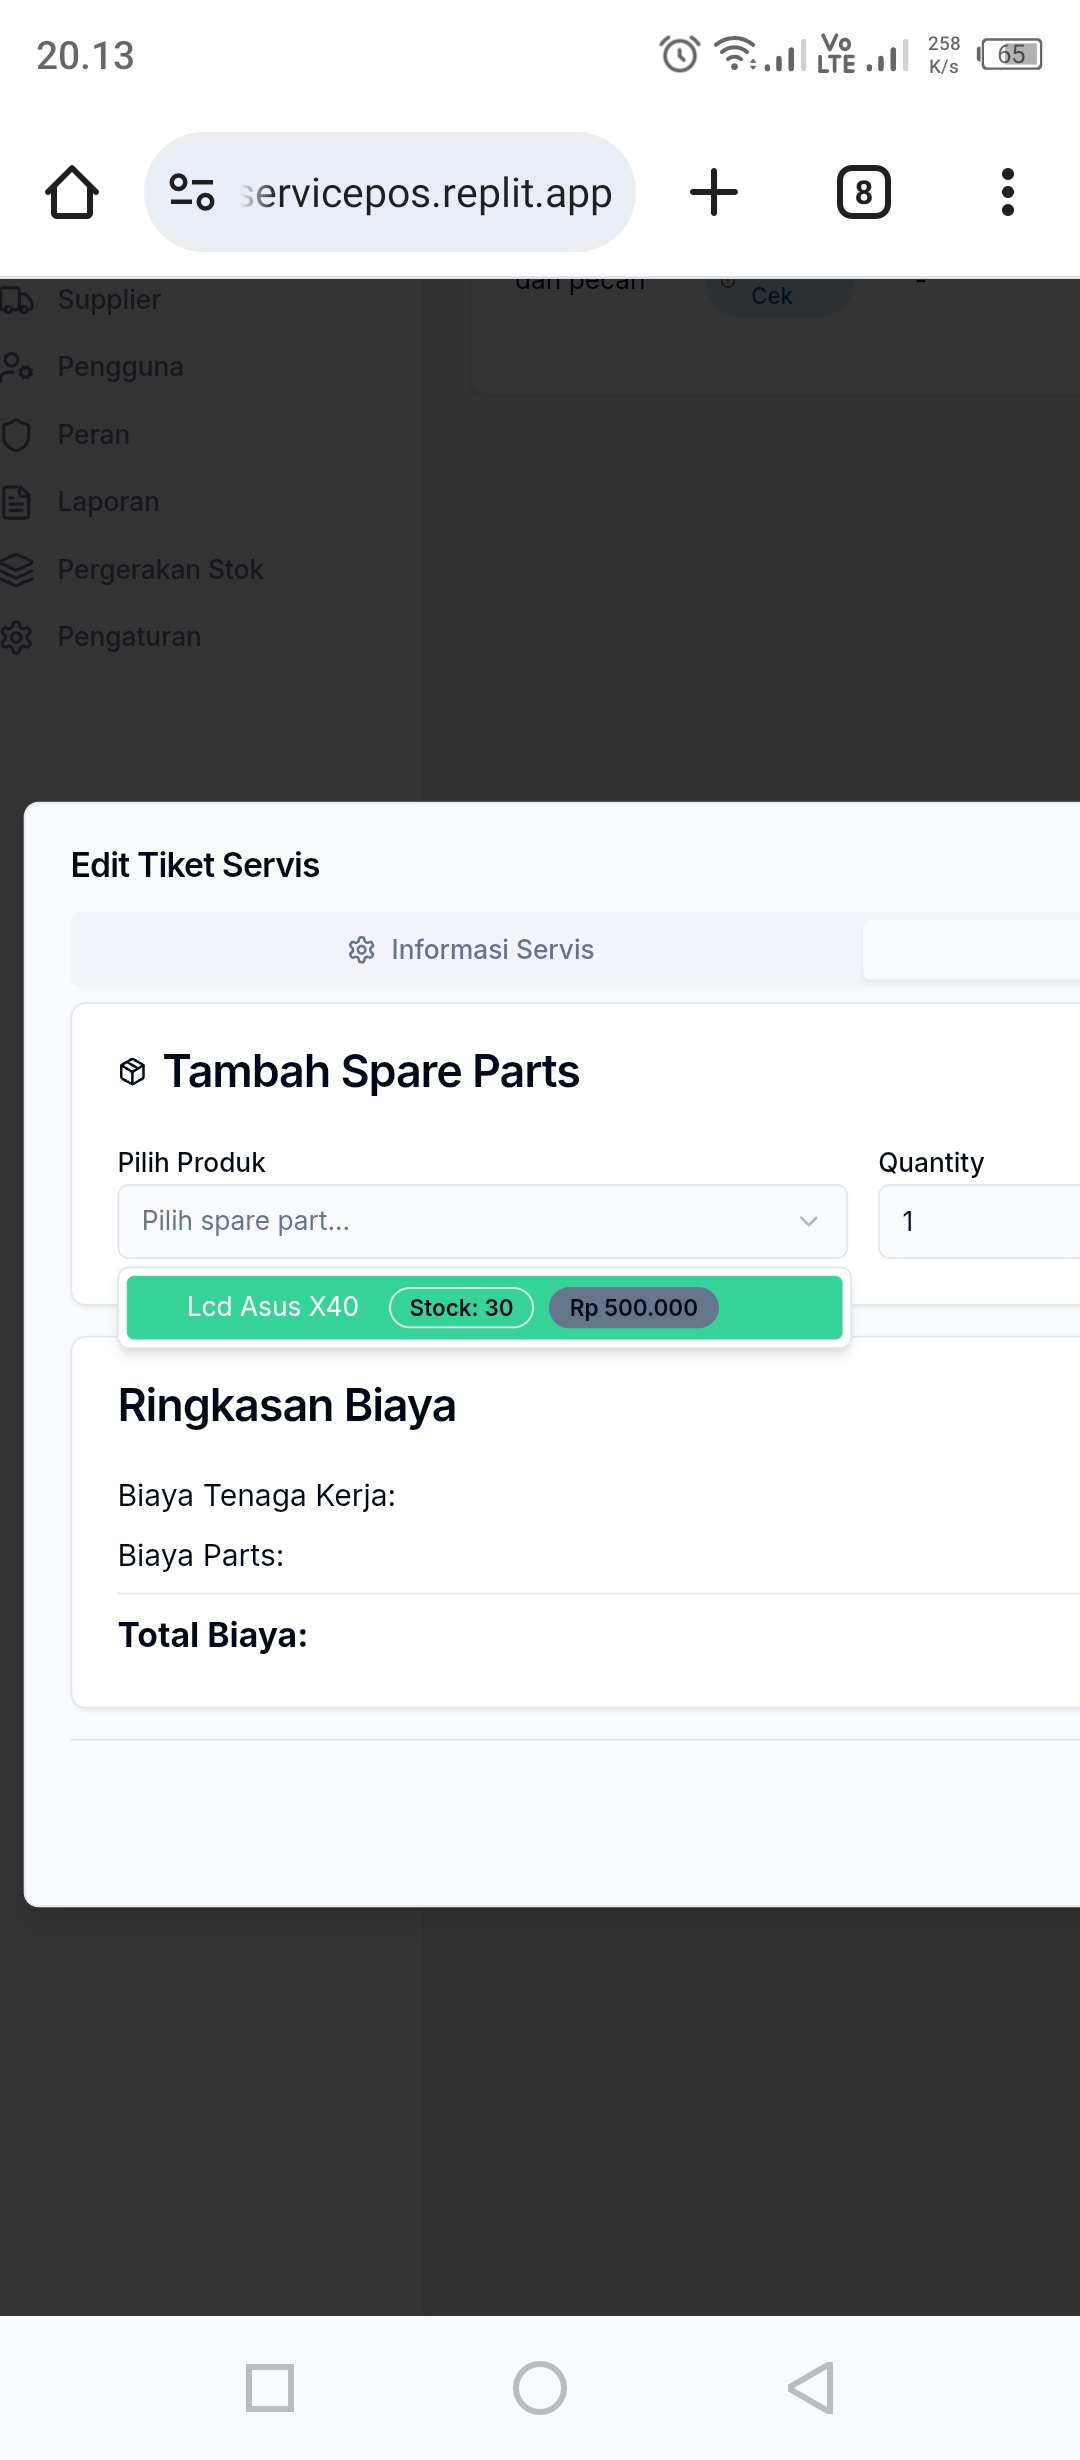 20.13
Vo
LTE
258
K/s
65
servicepos.replit.app
8
Supplier
dan pecah
Cek
-
Pengguna
Peran
Laporan
Pergerakan Stok
Pengaturan
Edit Tiket Servis
Informasi Servis
Tambah Spare Parts
Pilih Produk
Quantity
Pilih spare part...
1
Lcd Asus X40 Stock: 30 Rp 500.000
Ringkasan Biaya
Biaya Tenaga Kerja:
Biaya Parts:
Total Biaya: